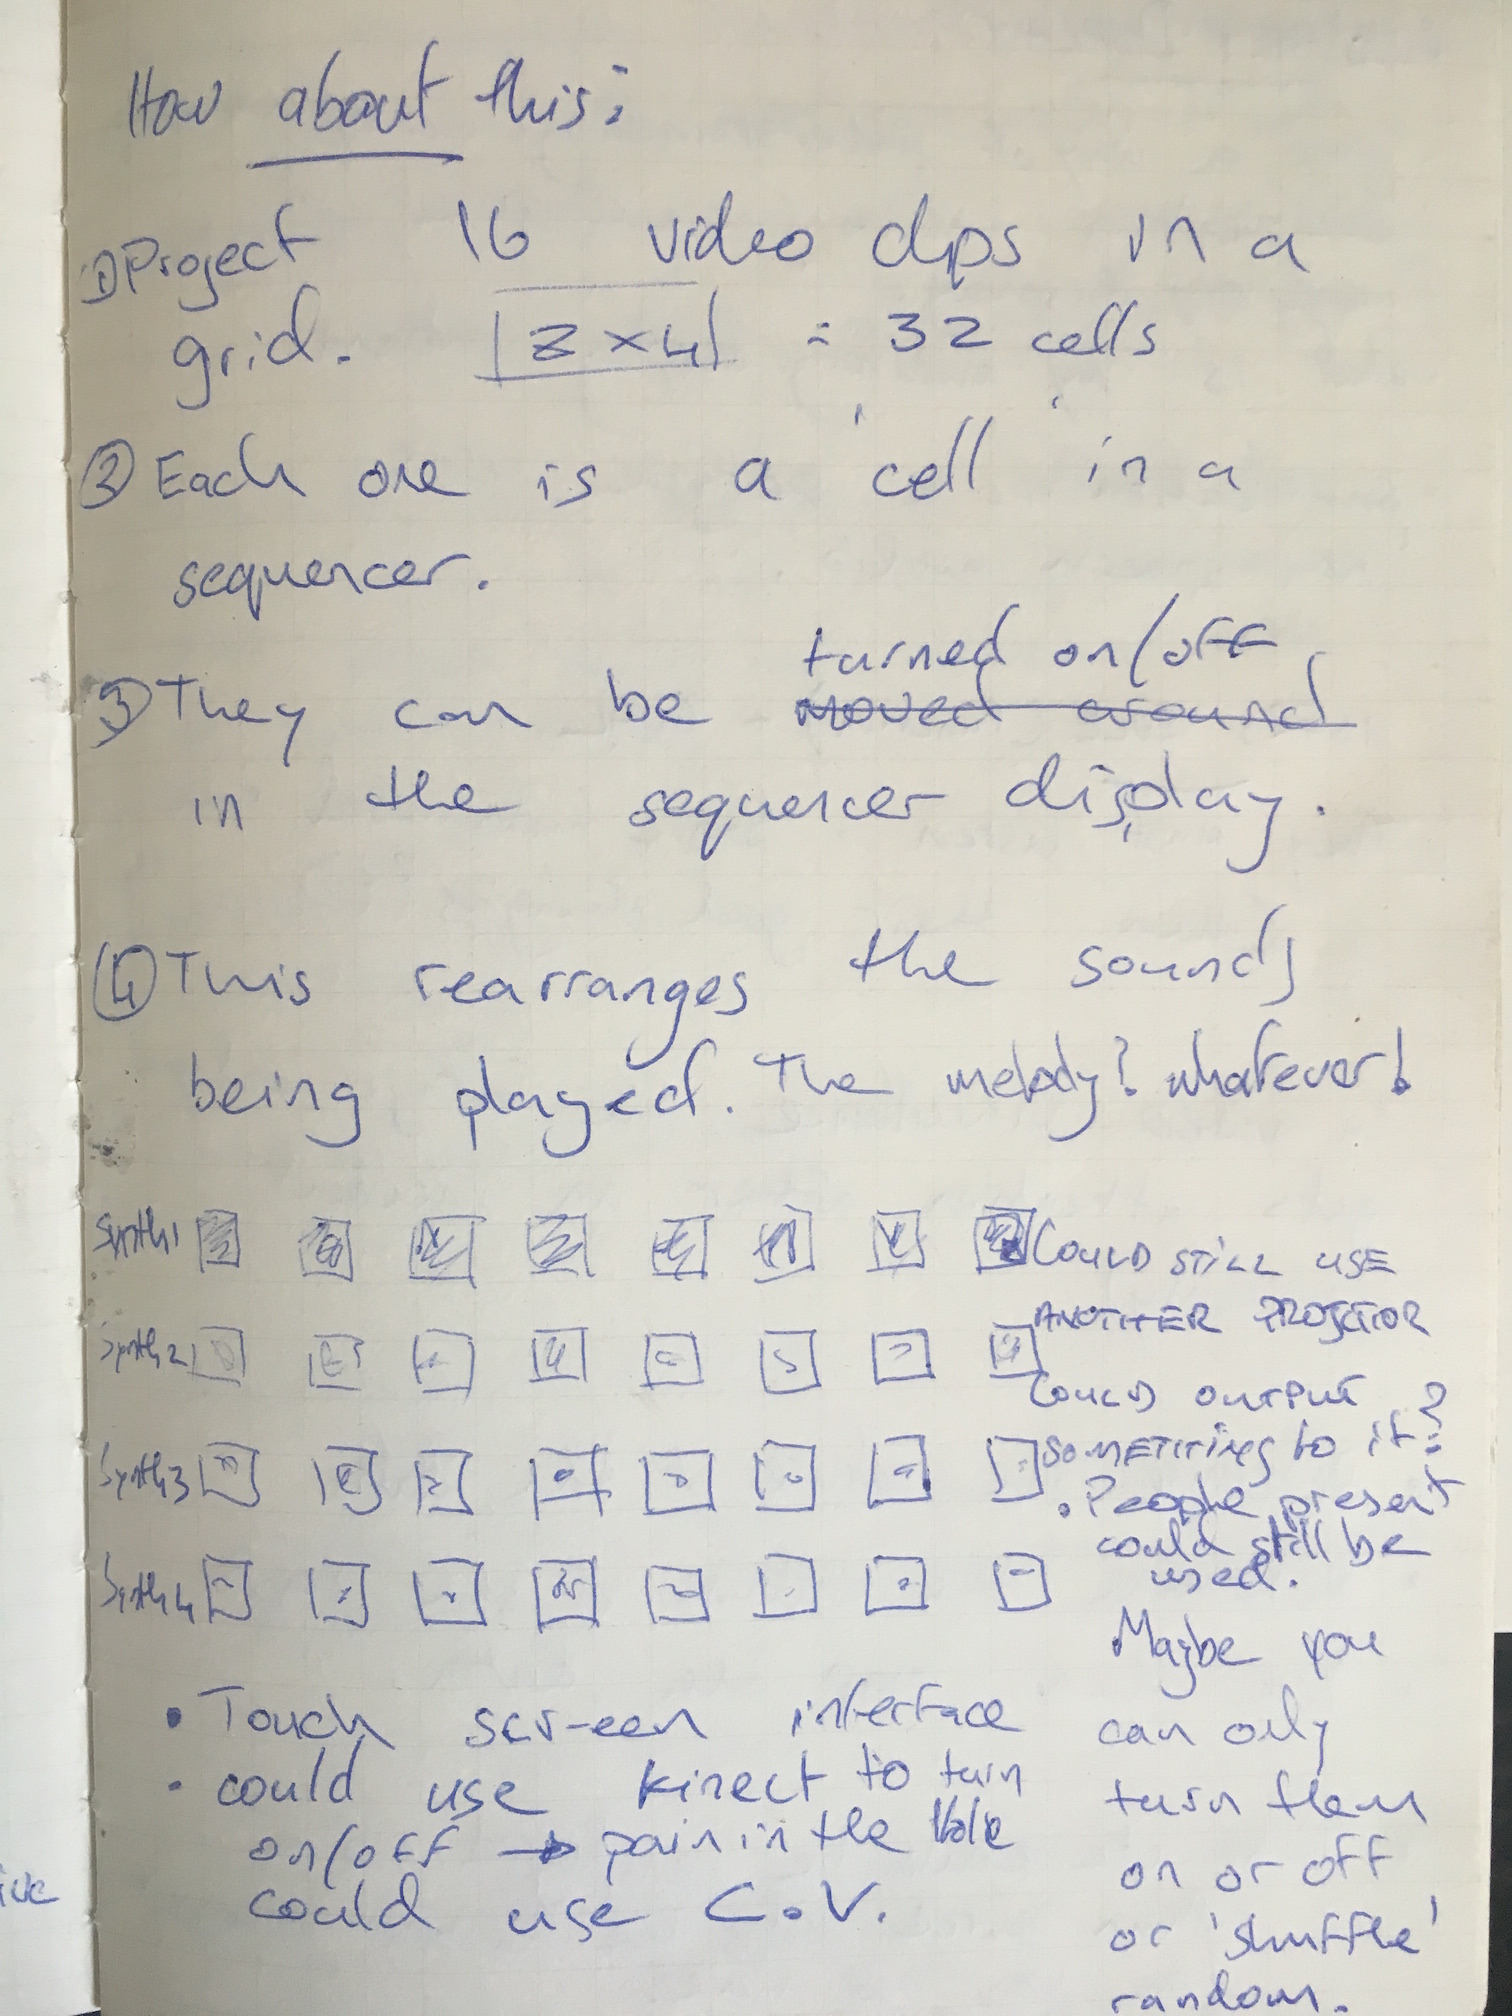 How about this:
① Project 16 video clips in a
grid. 8x4 = 32 cells
② Each one is a 'cell' in a
sequencer.
turned on/off
③ They can be moved around
in the sequencer display.
④ This rearranges the sounds
being played. The melody? whatever!
Synth1
Synth2
Synth3
Synth4
COULD STILL USE
ANOTHER PROJECTOR
COULD OUTPUT
SOMETHING to it?
• People present
could still be
used.
• Maybe you
can only
turn them
on or off
or 'shuffle'
random.
• Touch screen interface
• could use kinect to turn
on/off → pain in the hole
could use C.V.